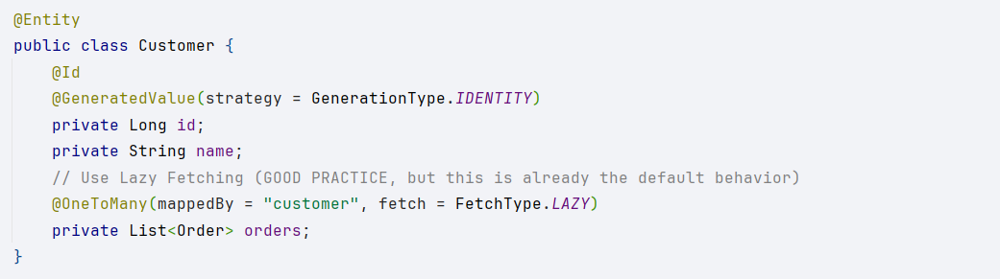 @Entity
public class Customer {
    @Id
    @GeneratedValue(strategy = GenerationType.IDENTITY)
    private Long id;
    private String name;
    // Use Lazy Fetching (GOOD PRACTICE, but this is already the default behavior)
    @OneToMany(mappedBy = "customer", fetch = FetchType.LAZY)
    private List<Order> orders;
}